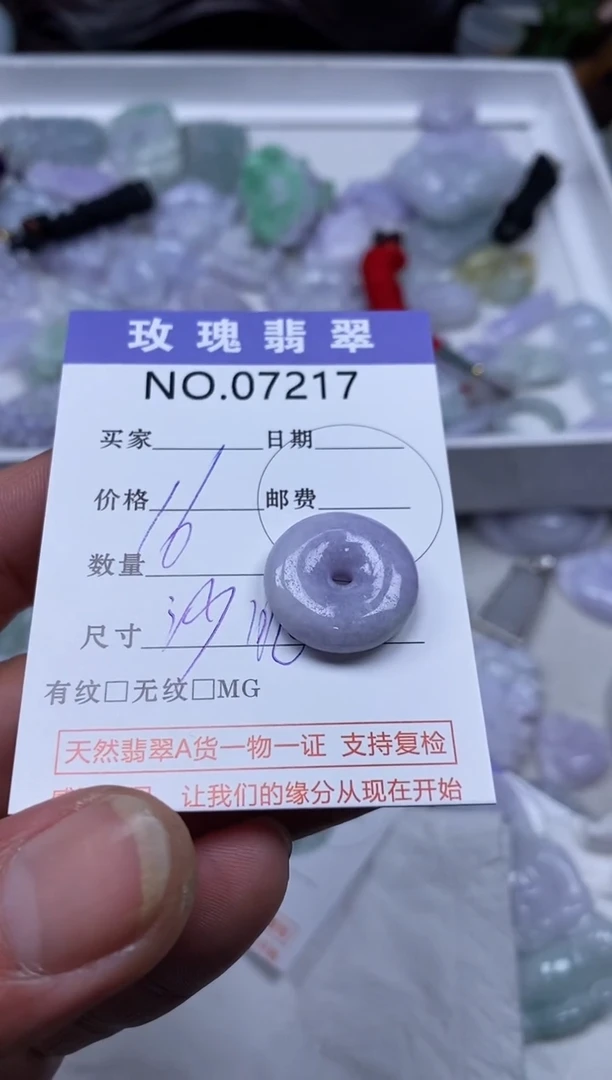 玫瑰翡翠
NO.07217
买家 日期
价格 16 邮费
数量
尺寸
有纹□无纹□MG
天然翡翠A货一物一证 支持复检
让我们的缘分从现在开始